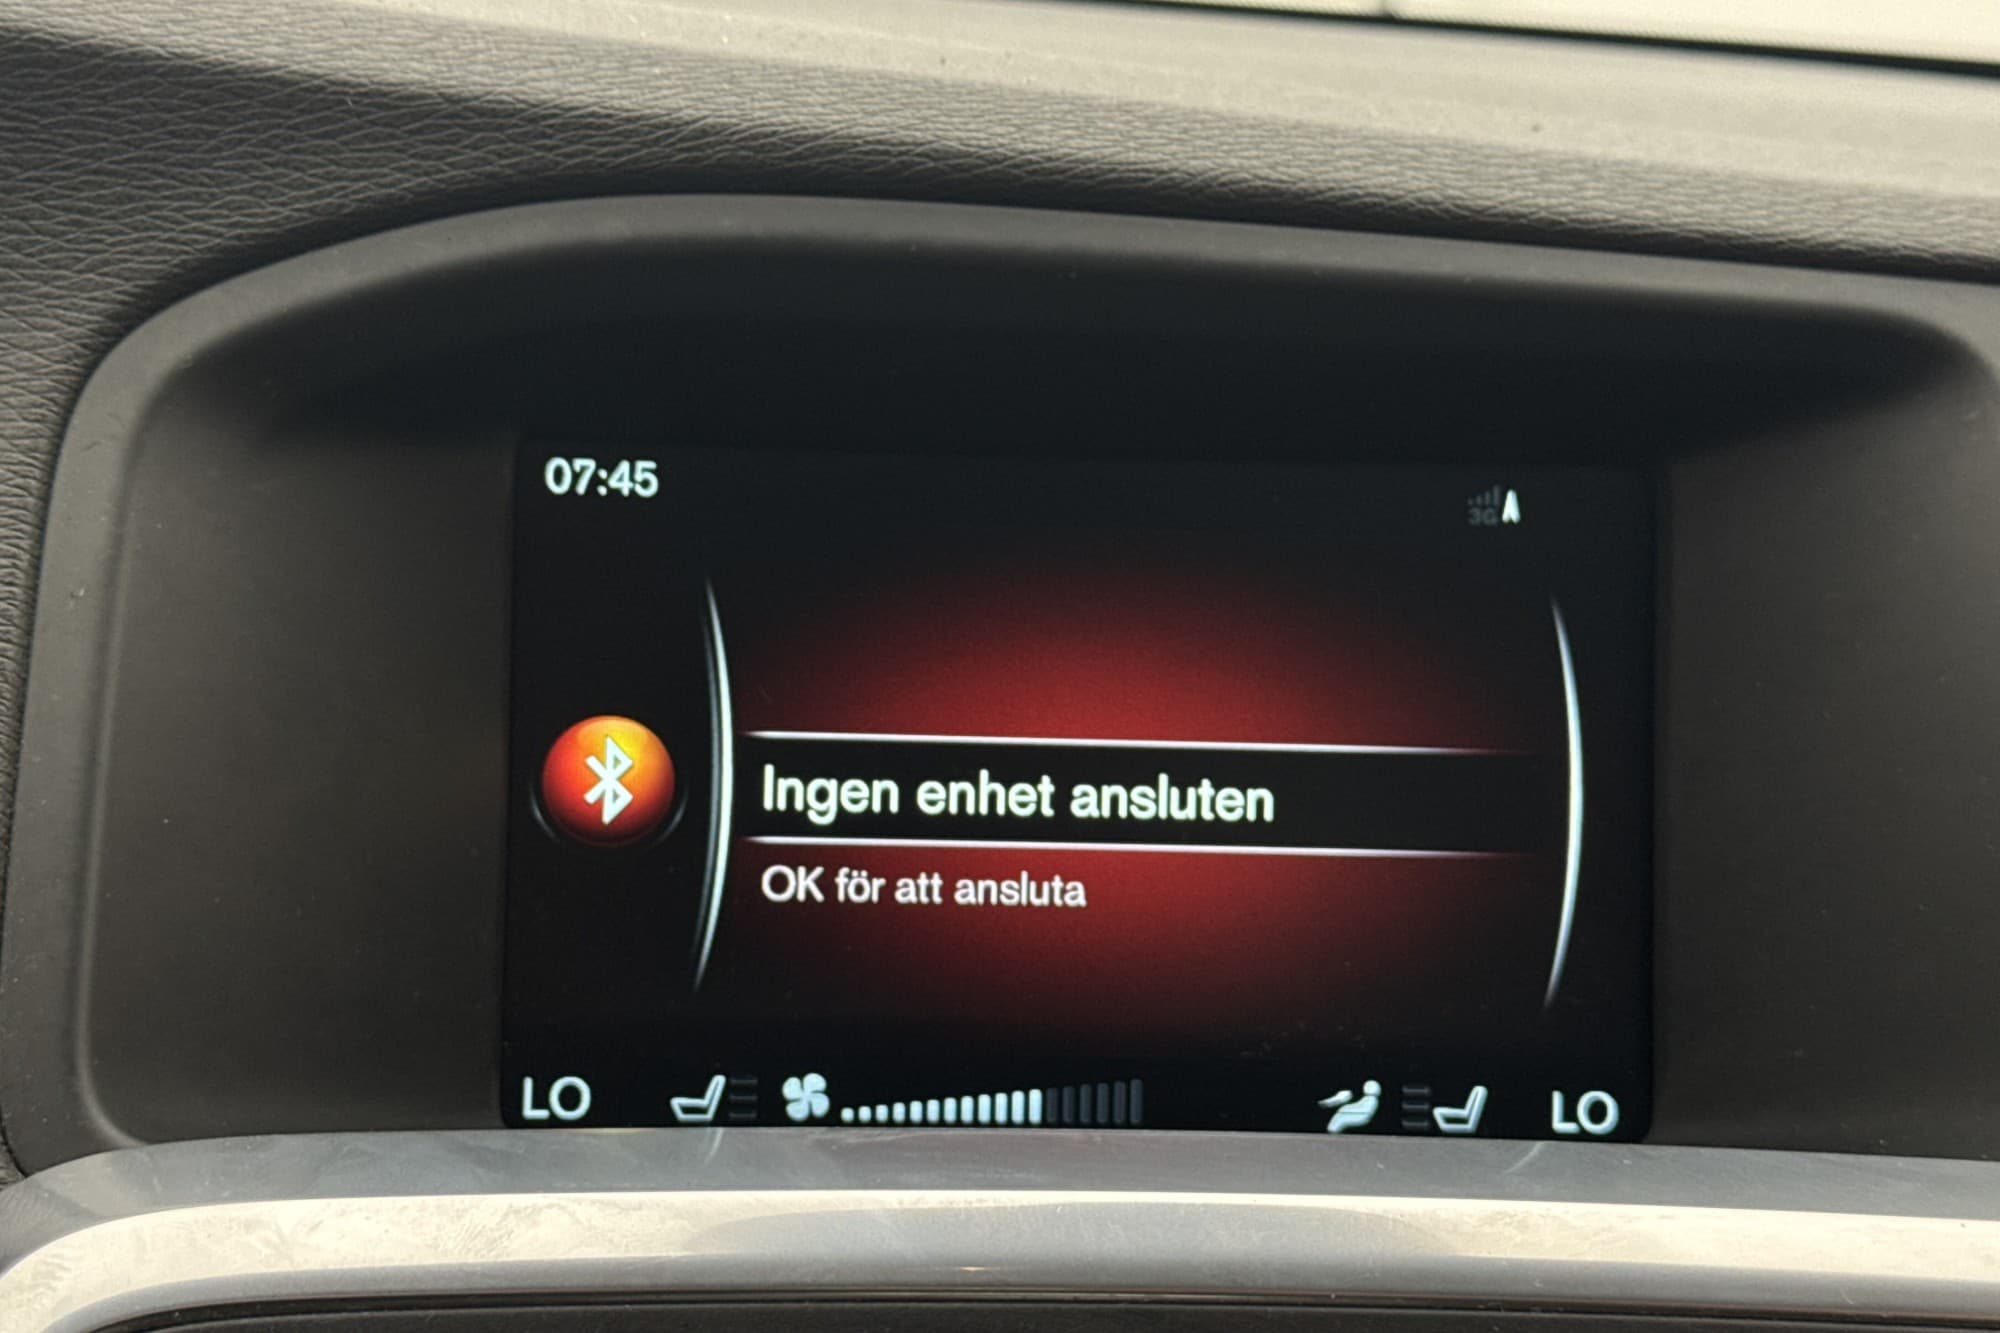 07:45
3G
Ingen enhet ansluten
OK för att ansluta
LO
LO